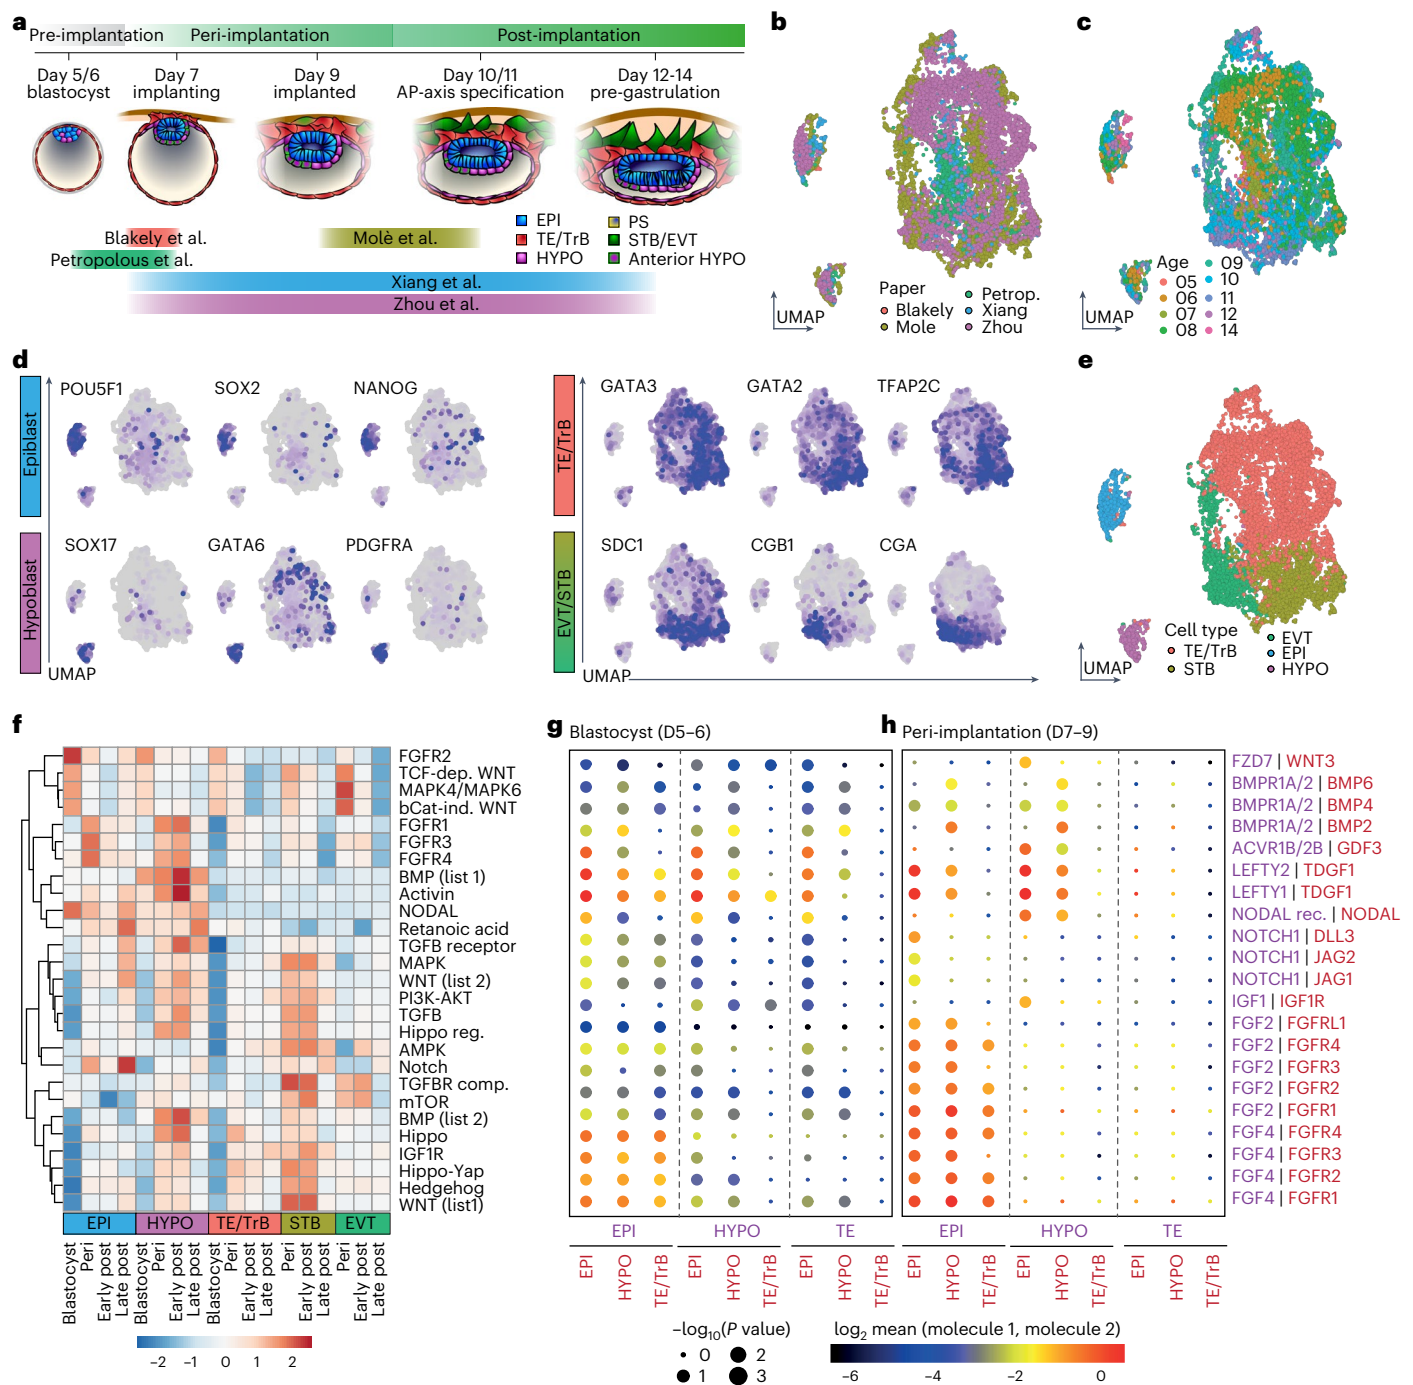 a
Pre-implantation Peri-implantation Post-implantation
Day 5/6 blastocyst
Day 7 implanting
Day 9 implanted
Day 10/11 AP-axis specification
Day 12-14 pre-gastrulation
Blakely et al.
Petropolous et al.
Molè et al.
Xiang et al.
Zhou et al.
EPI
TE/TrB
HYPO
PS
STB/EVT
Anterior HYPO
b
UMAP
Paper
Blakely
Mole
Petrop.
Xiang
Zhou
c
UMAP
Age
05
06
07
08
09
10
11
12
14
d
Epiblast
POU5F1 SOX2 NANOG
Hypoblast
SOX17 GATA6 PDGFRA
UMAP
TE/TrB
GATA3 GATA2 TFAP2C
EVT/STB
SDC1 CGB1 CGA
e
UMAP
Cell type
TE/TrB
STB
EVT
EPI
HYPO
f
FGFR2
TCF-dep. WNT
MAPK4/MAPK6
bCat-ind. WNT
FGFR1
FGFR3
FGFR4
BMP (list 1)
Activin
NODAL
Retanoic acid
TGFB receptor
MAPK
WNT (list 2)
PI3K-AKT
TGFB
Hippo reg.
AMPK
Notch
TGFBR comp.
mTOR
BMP (list 2)
Hippo
IGF1R
Hippo-Yap
Hedgehog
WNT (list1)
EPI HYPO TE/TrB STB EVT
Blastocyst
Peri
Early post
Late post
Blastocyst
Peri
Early post
Late post
Blastocyst
Peri
Early post
Late post
Peri
Early post
Late post
Peri
Early post
Late post
−2 −1 0 1 2
g Blastocyst (D5–6)
EPI HYPO TE
EPI HYPO TE/TrB EPI HYPO TE/TrB EPI HYPO TE/TrB
h Peri-implantation (D7–9)
FZD7 | WNT3
BMPR1A/2 | BMP6
BMPR1A/2 | BMP4
BMPR1A/2 | BMP2
ACVR1B/2B | GDF3
LEFTY2 | TDGF1
LEFTY1 | TDGF1
NODAL rec. | NODAL
NOTCH1 | DLL3
NOTCH1 | JAG2
NOTCH1 | JAG1
IGF1 | IGF1R
FGF2 | FGFRL1
FGF2 | FGFR4
FGF2 | FGFR3
FGF2 | FGFR2
FGF2 | FGFR1
FGF4 | FGFR4
FGF4 | FGFR3
FGF4 | FGFR2
FGF4 | FGFR1
EPI HYPO TE
EPI HYPO TE/TrB EPI HYPO TE/TrB EPI HYPO TE/TrB
−log10(P value)
0 2
1 3
log2 mean (molecule 1, molecule 2)
−6 −4 −2 0